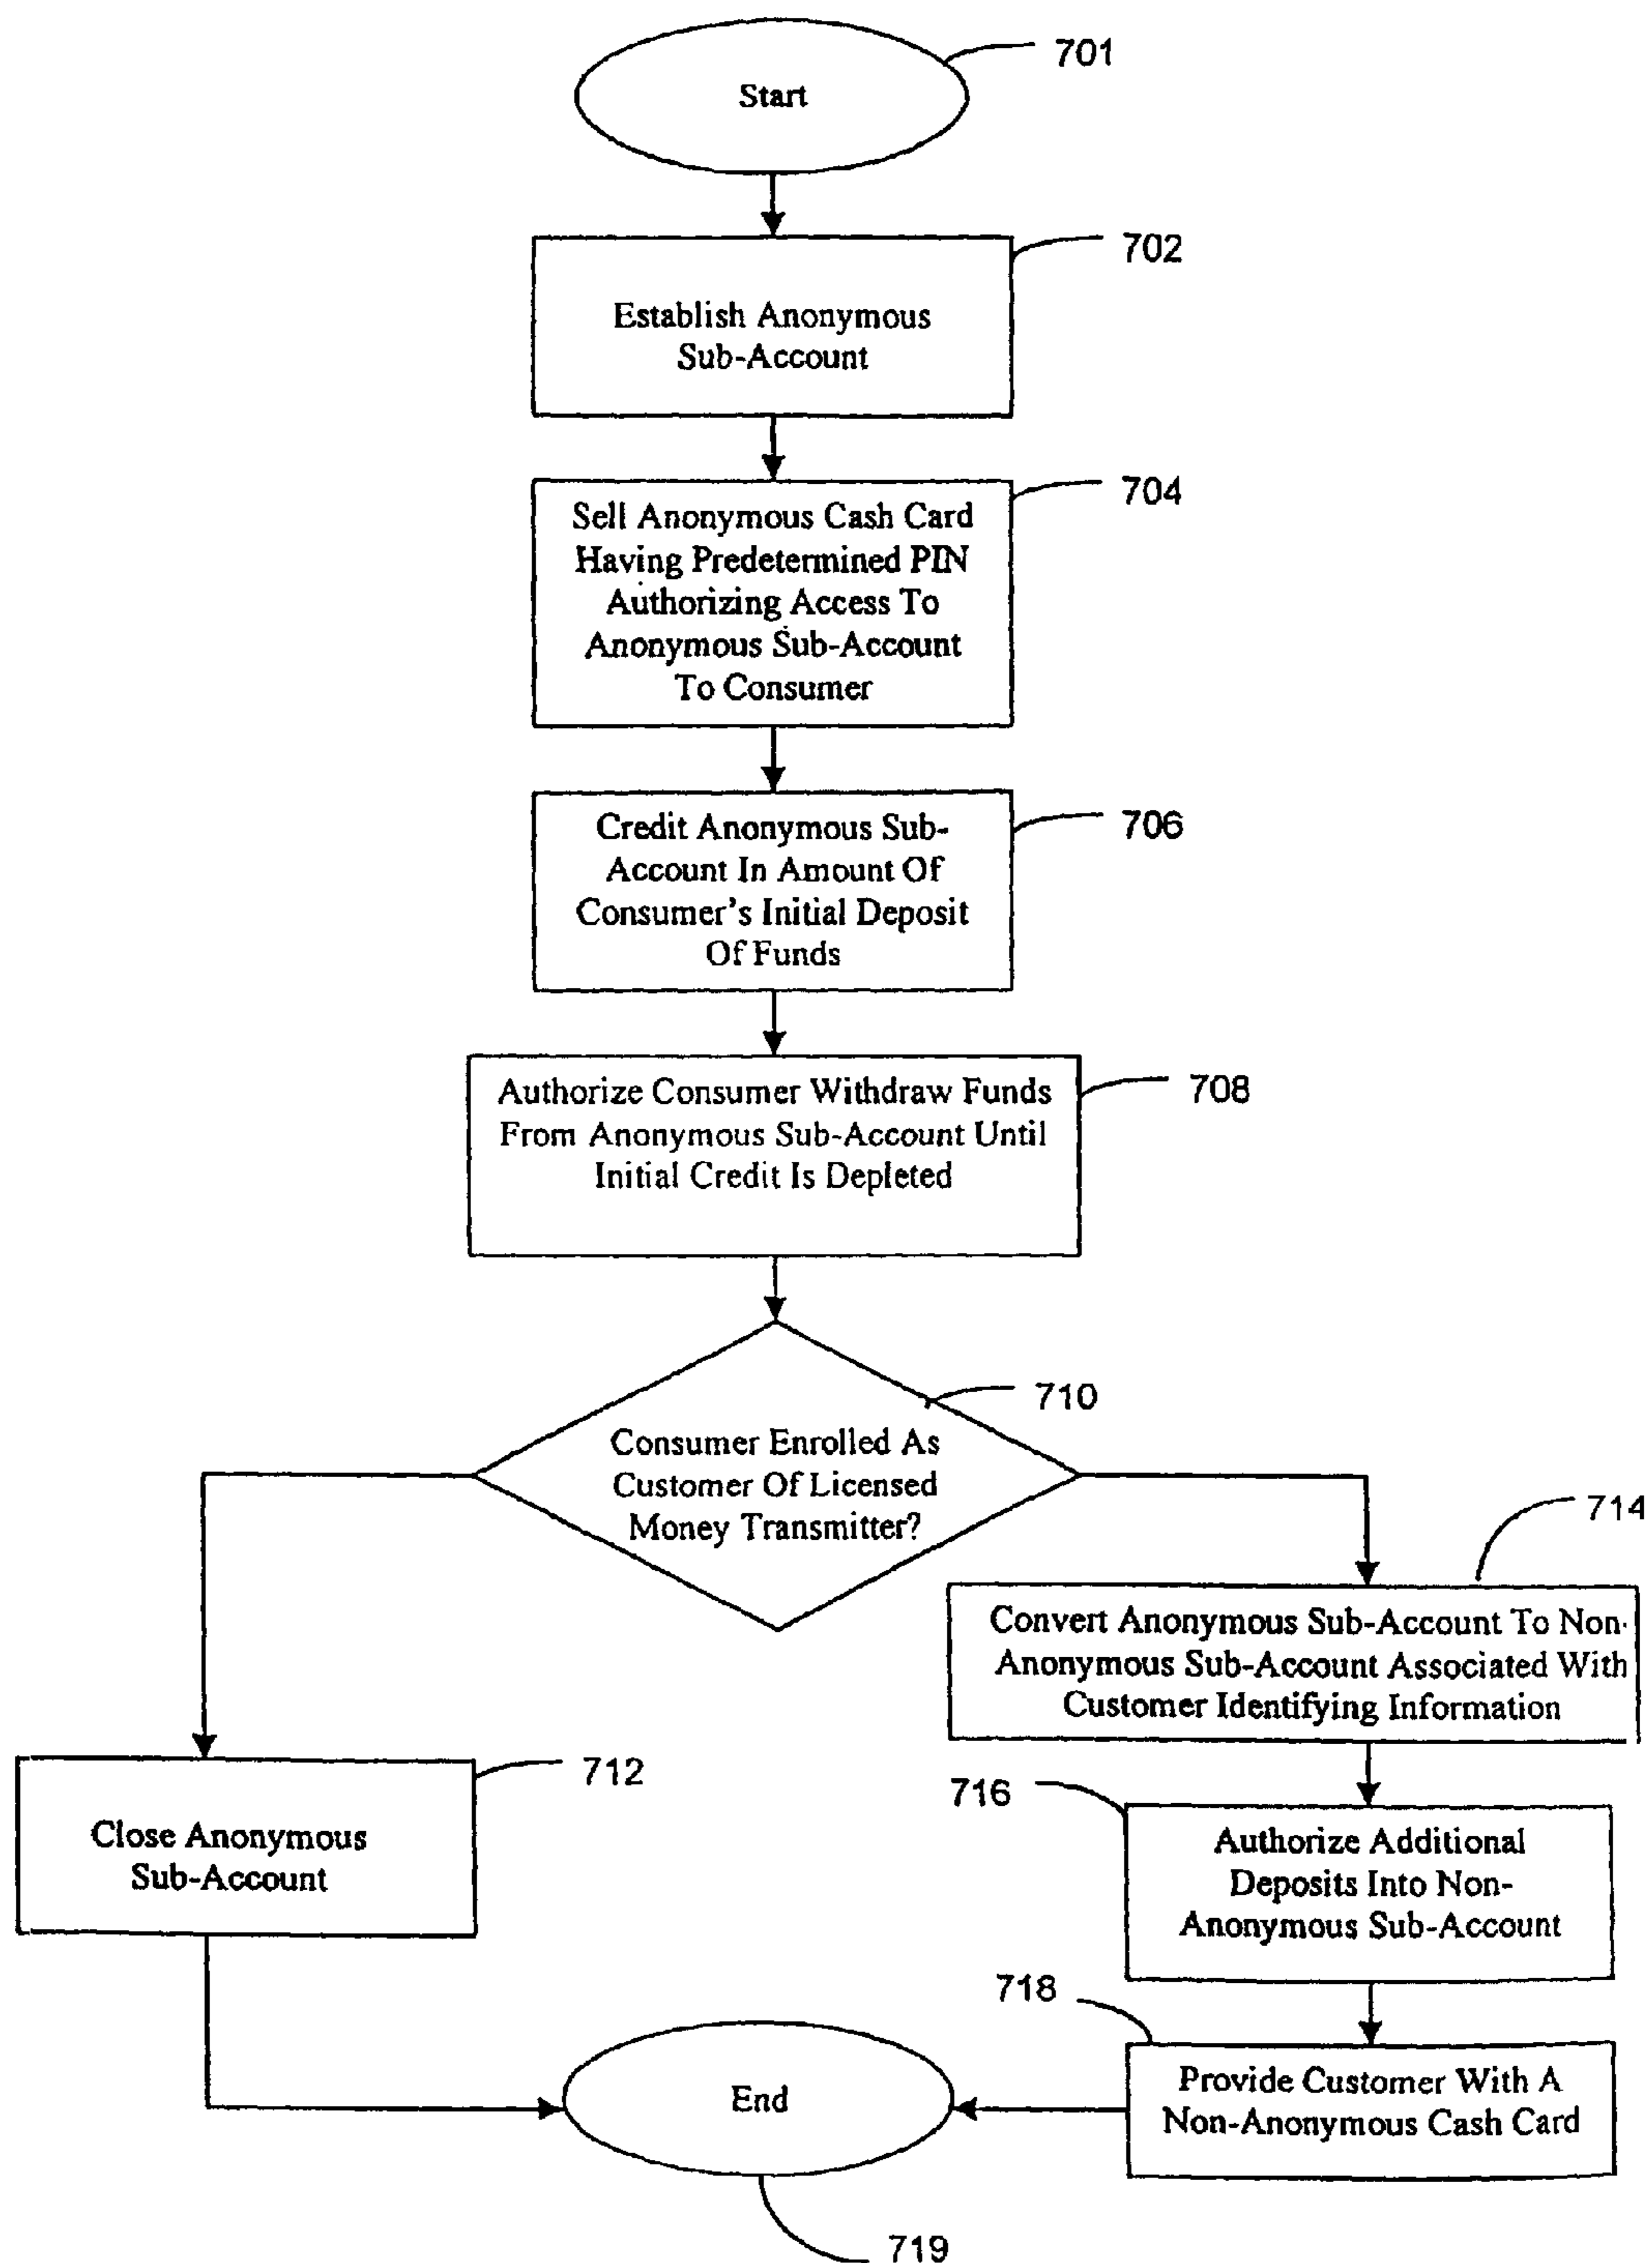 701
Start
702
Establish Anonymous
Sub-Account
704
Sell Anonymous Cash Card
Having Predetermined PIN
Authorizing Access To
Anonymous Sub-Account
To Consumer
706
Credit Anonymous Sub-
Account In Amount Of
Consumer's Initial Deposit
Of Funds
708
Authorize Consumer Withdraw Funds
From Anonymous Sub-Account Until
Initial Credit Is Depleted
710
Consumer Enrolled As
Customer Of Licensed
Money Transmitter?
714
Convert Anonymous Sub-Account To Non-
Anonymous Sub-Account Associated With
Customer Identifying Information
712
Close Anonymous
Sub-Account
716
Authorize Additional
Deposits Into Non-
Anonymous Sub-Account
718
Provide Customer With A
Non-Anonymous Cash Card
End
719